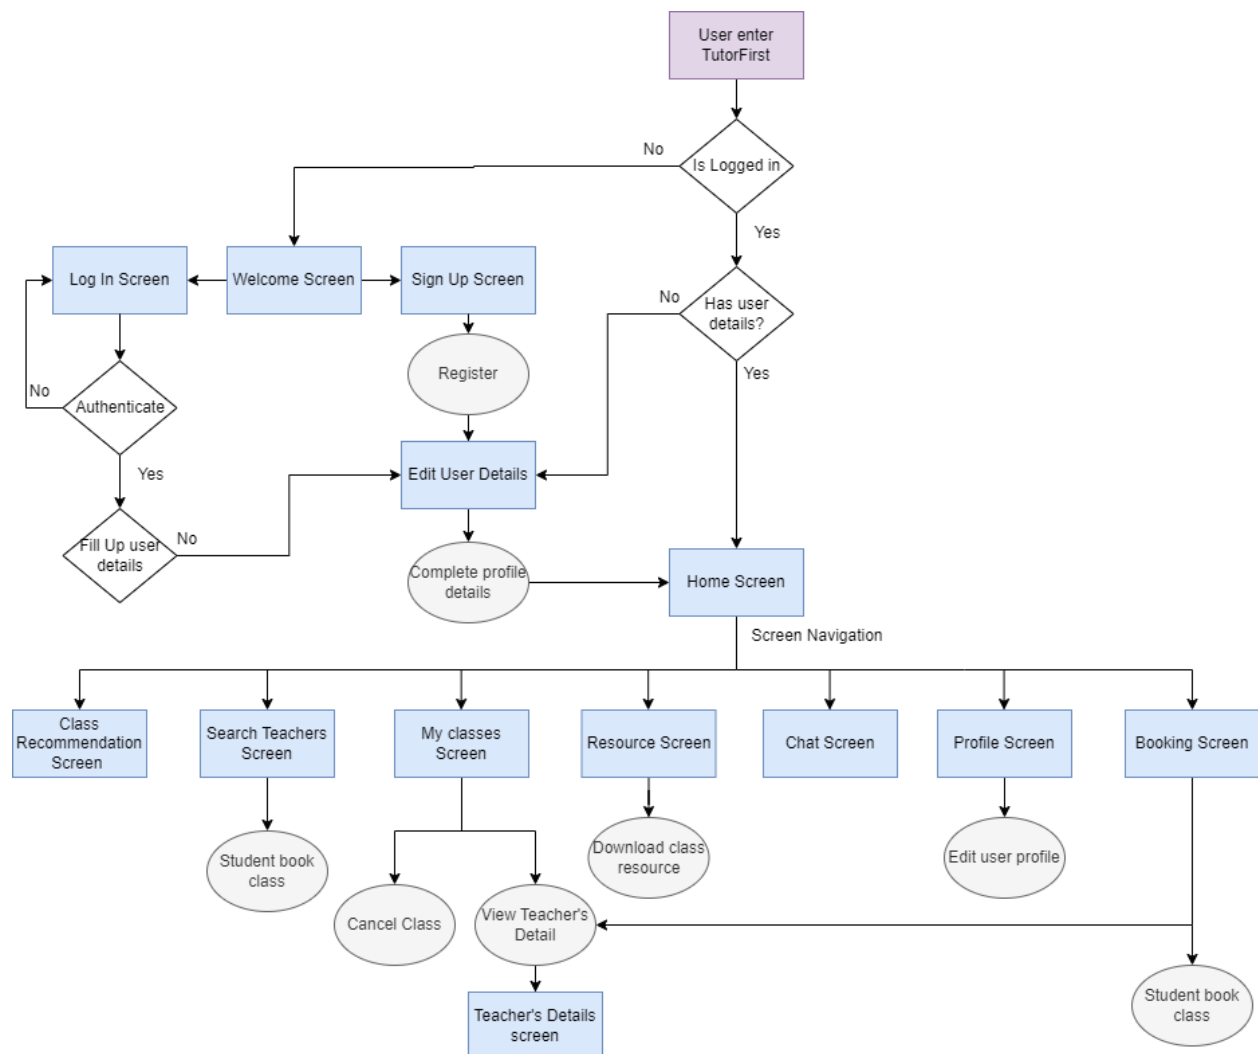 User enter
TutorFirst
No
Is Logged in
Yes
Log In Screen
Welcome Screen
Sign Up Screen
No
Has user
details?
Register
Yes
No
Authenticate
Yes
Edit User Details
No
Fill Up user
details
Complete profile
details
Home Screen
Screen Navigation
Class
Recommendation
Screen
Search Teachers
Screen
My classes
Screen
Resource Screen
Chat Screen
Profile Screen
Booking Screen
Student book
class
Download class
resource
Edit user profile
Cancel Class
View Teacher's
Detail
Student book
class
Teacher's Details
screen